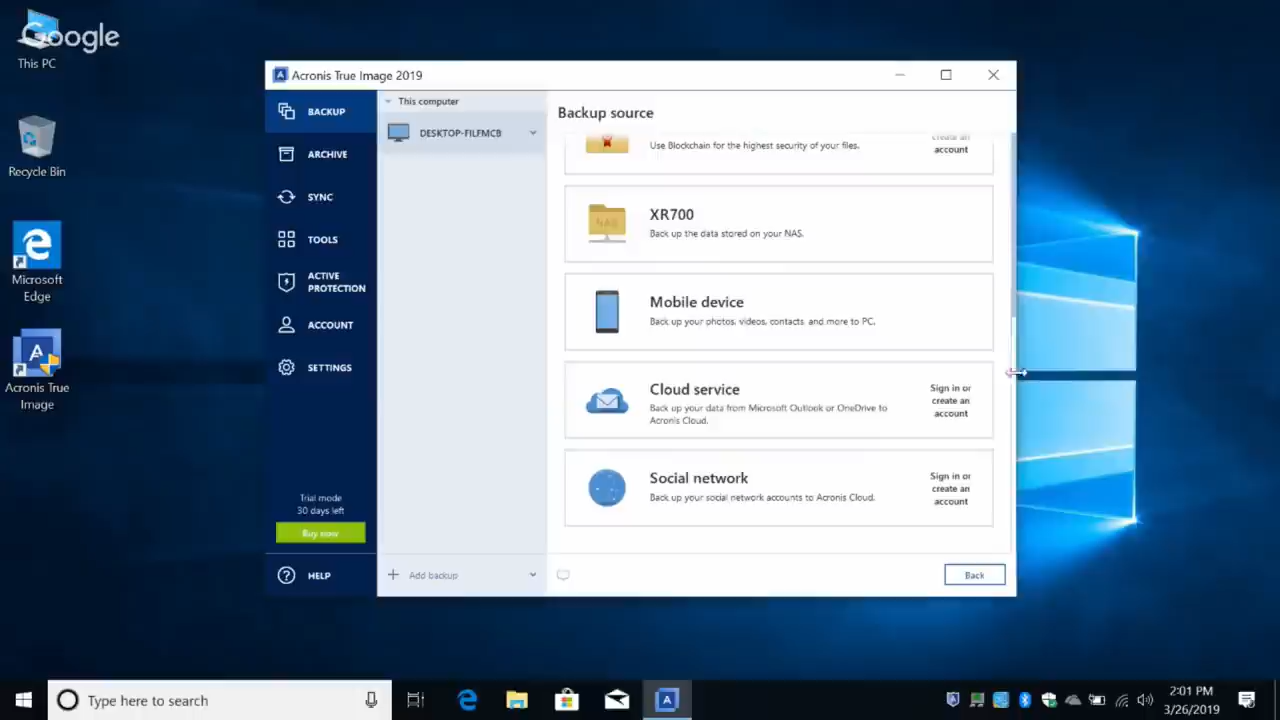 Google
This PC
Recycle Bin
Microsoft
Edge
Acronis True
Image
Acronis True Image 2019
BACKUP
ARCHIVE
SYNC
TOOLS
ACTIVE
PROTECTION
ACCOUNT
SETTINGS
Trial mode
30 days left
Buy now
HELP
This computer
DESKTOP-FILFMCB
Add backup
Backup source
Use Blockchain for the highest security of your files.
create an
account
NAS
XR700
Back up the data stored on your NAS.
Mobile device
Back up your photos, videos, contacts, and more to PC.
Cloud service
Back up your data from Microsoft Outlook or OneDrive to
Acronis Cloud.
Sign in or
create an
account
Social network
Back up your social network accounts to Acronis Cloud.
Sign in or
create an
account
Back
Type here to search
2:01 PM
3/26/2019